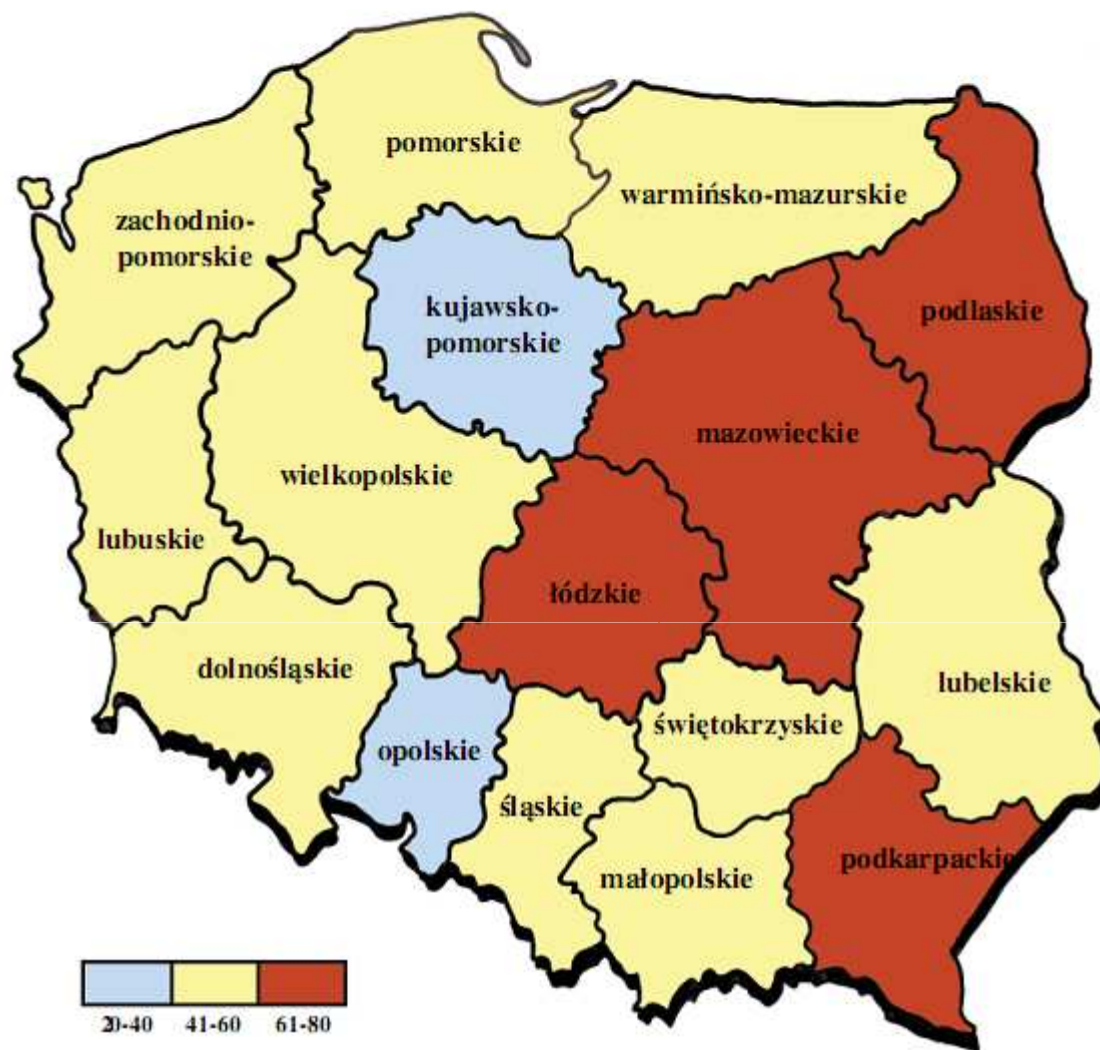 pomorskie
warmińsko-mazurskie
zachodnio-
pomorskie
kujawsko-
pomorskie
podlaskie
mazowieckie
wielkopolskie
lubuskie
łódzkie
dolnośląskie
lubelskie
świętokrzyskie
opolskie
śląskie
podkarpackie
małopolskie
20-40 41-60 61-80